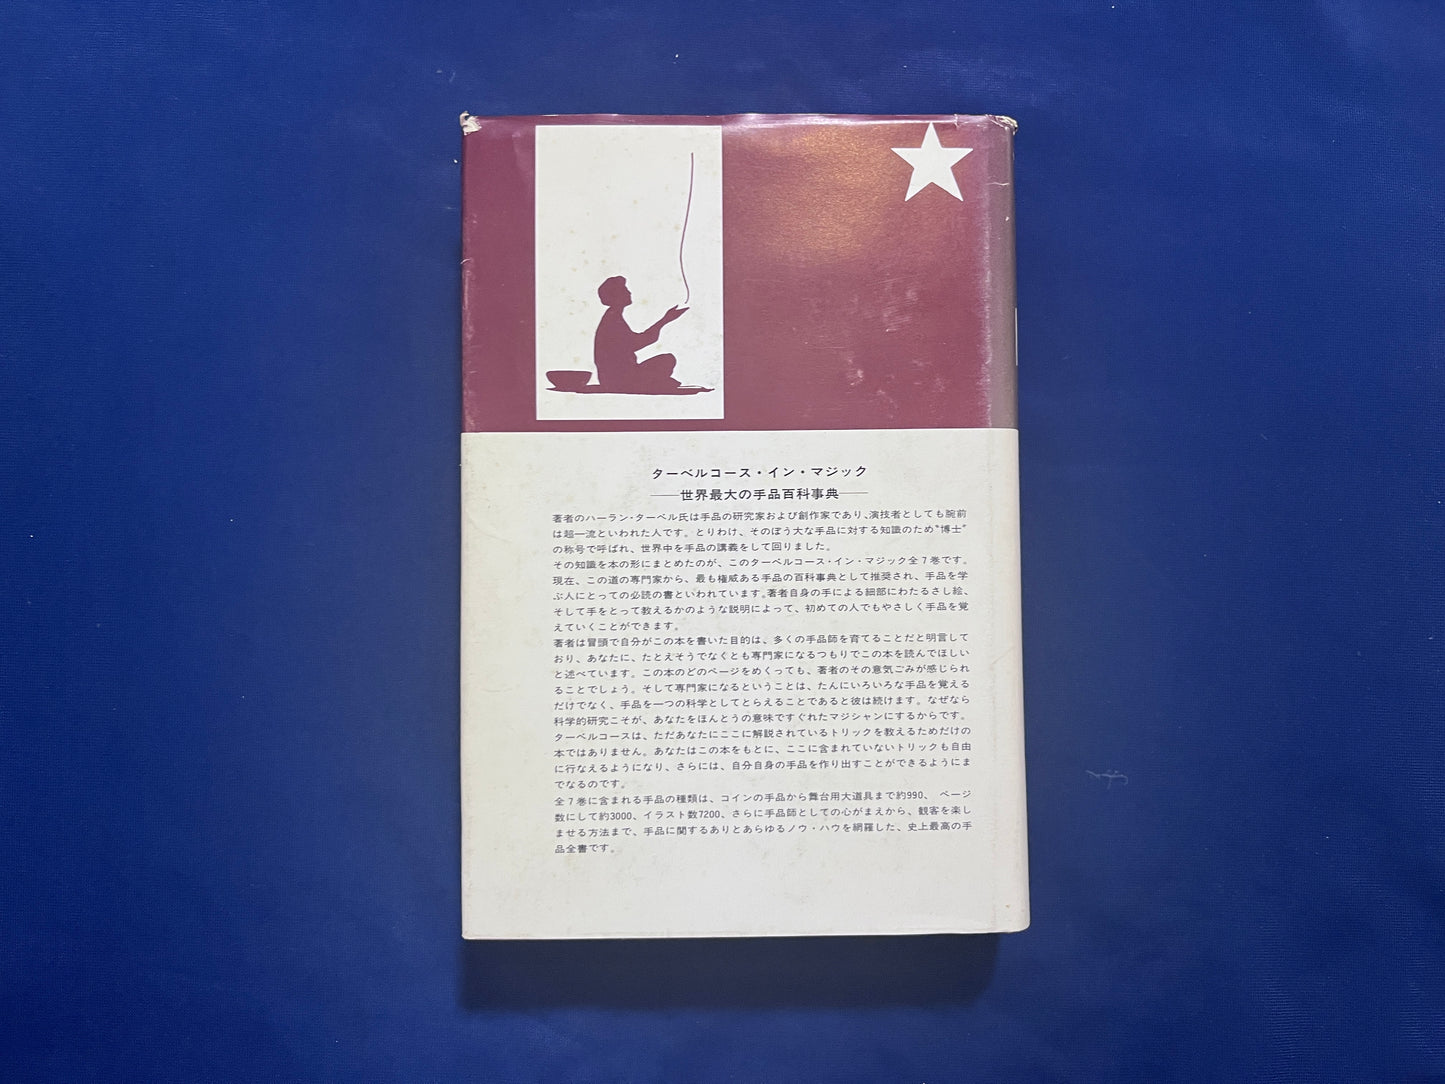 ターベルコース・イン・マジック
――世界最大の手品百科事典――
著者のハーラン・ターベル氏は手品の研究家および創作家であり、演技者としても腕前
は超一流といわれた人です。とりわけ、そのぼう大な手品に対する知識のため“博士”
の称号で呼ばれ、世界中を手品の講義をして回りました。
その知識を本の形にまとめたのが、このターベルコース・イン・マジック全7巻です。
現在、この道の専門家から、最も権威ある手品の百科事典として推奨され、手品を学
ぶ人にとっての必読の書といわれています。著者自身の手による細部にわたるさし絵、
そして手をとって教えるかのような説明によって、初めての人でもやさしく手品を覚
えていくことができます。
著者は冒頭で自分がこの本を書いた目的は、多くの手品師を育てることだと明言して
おり、あなたに、たとえそうでなくとも専門家になるつもりでこの本を読んでほしい
と述べています。この本のどのページをめくっても、著者のその意気ごみが感じられ
ることでしょう。そして専門家になるということは、たんにいろいろな手品を覚える
だけでなく、手品を一つの科学としてとらえることであると彼は続けます。なぜなら
科学的研究こそが、あなたをほんとうの意味ですぐれたマジシャンにするからです。
ターベルコースは、ただあなたにここに解説されているトリックを教えるためだけの
本ではありません。あなたはこの本をもとに、ここに含まれていないトリックも自由
に行なえるようになり、さらには、自分自身の手品を作り出すことができるようにま
でなるのです。
全7巻に含まれる手品の種類は、コインの手品から舞台用大道具まで約990、ページ
数にして約3000、イラスト数7200、さらに手品師としての心がまえから、観客を楽し
ませる方法まで、手品に関するありとあらゆるノウ・ハウを網羅した、史上最高の手
品全書です。